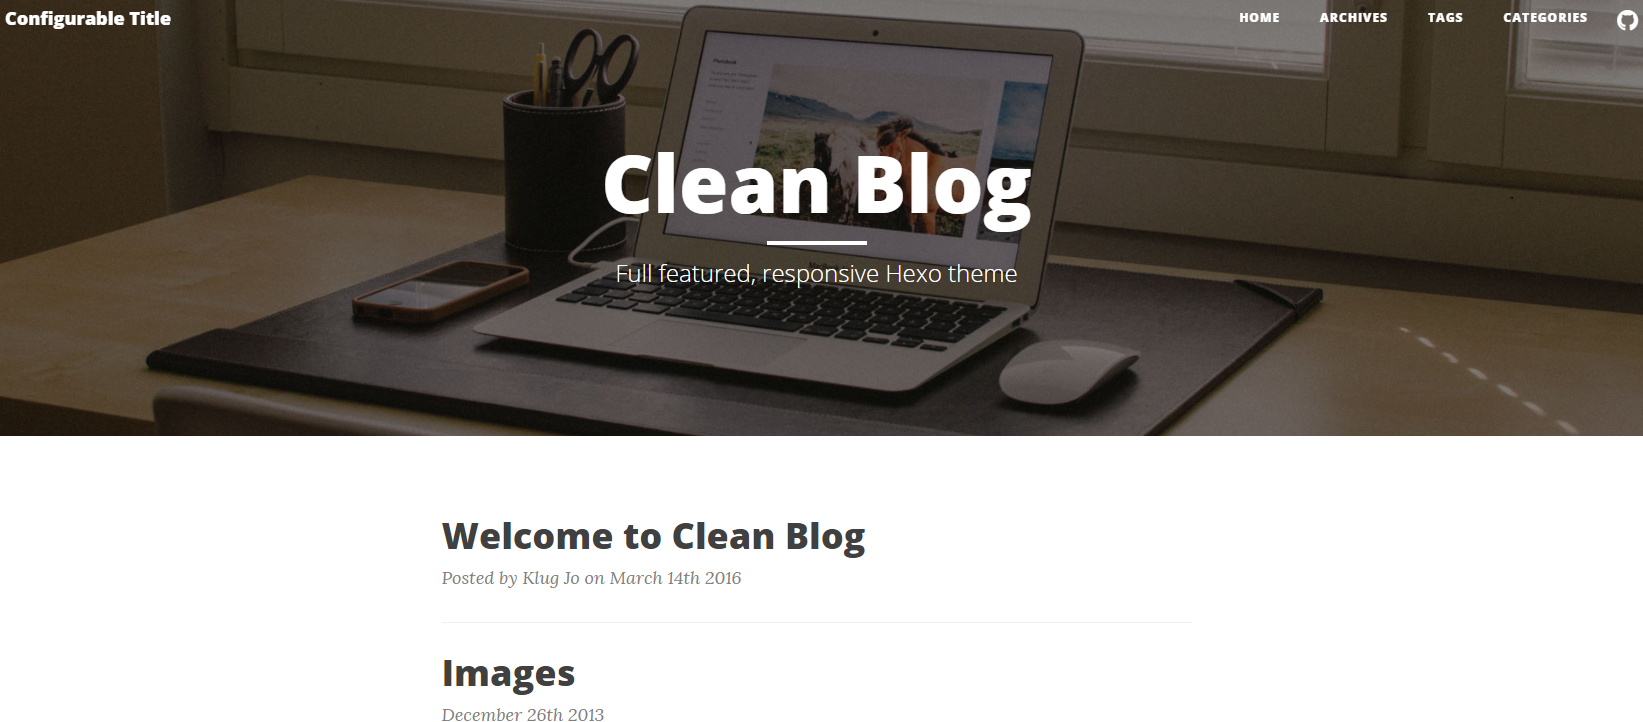 Configurable Title
HOME
ARCHIVES
TAGS
CATEGORIES
Clean Blog
Full featured, responsive Hexo theme
Welcome to Clean Blog
Posted by Klug Jo on March 14th 2016
Images
December 26th 2013